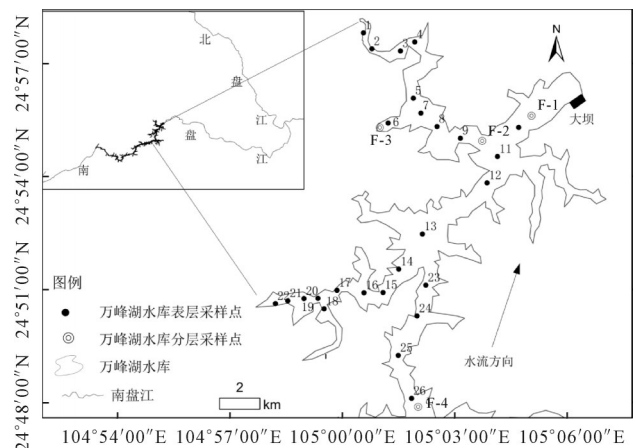 24°57′00″N
24°54′00″N
24°51′00″N
24°48′00″N
北
盘
江
南
盘
江
N
1
2
3
4
5
6
7
8
9
F-1
F-2
F-3
大坝
11
12
13
14
15
16
17
18
19
20
21
22
23
24
25
26
F-4
水流方向
图例
万峰湖水库表层采样点
万峰湖水库分层采样点
万峰湖水库
南盘江
2
km
104°54′00″E
104°57′00″E
105°00′00″E
105°03′00″E
105°06′00″E